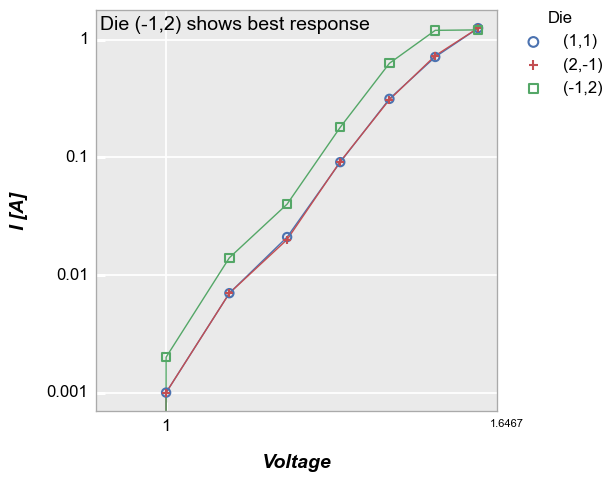 Die (-1,2) shows best response
Die
(1,1)
(2,-1)
(-1,2)
1
0.1
0.01
0.001
I [A]
1
1.6467
Voltage